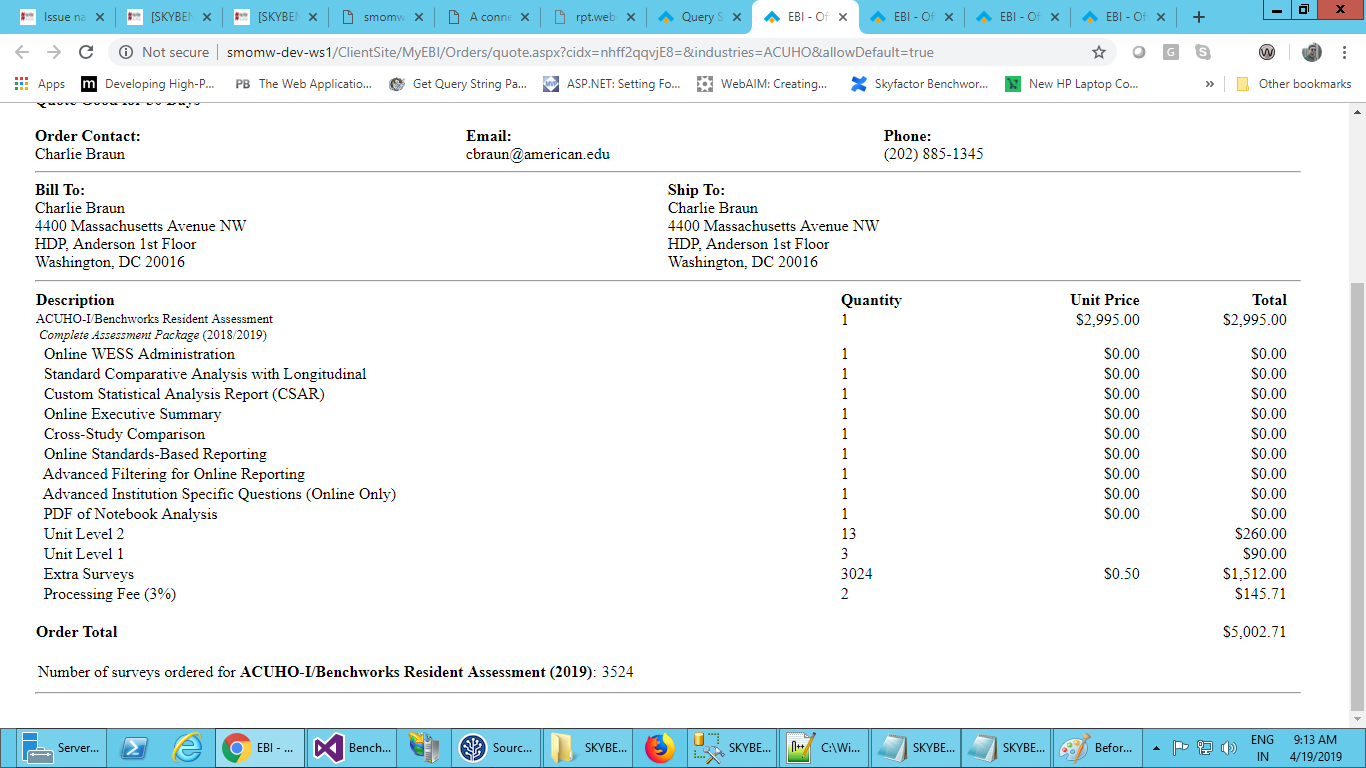 Issue na
[SKYBEN
[SKYBEN
smomw
A conne
rpt.web
Query S
EBI - Of
EBI - Of
EBI - Of
EBI - Of
Not secure | smomw-dev-ws1/ClientSite/MyEBI/Orders/quote.aspx?cidx=nhff2qqvjE8=&industries=ACUHO&allowDefault=true
Apps
Developing High-P...
PB The Web Applicatio...
Get Query String Pa...
ASP.NET: Setting Fo...
WebAIM: Creating...
Skyfactor Benchwor...
New HP Laptop Co...
» Other bookmarks
Quote Good for 30 Days
Order Contact: Email: Phone:
Charlie Braun cbraun@american.edu (202) 885-1345
Bill To: Ship To:
Charlie Braun Charlie Braun
4400 Massachusetts Avenue NW 4400 Massachusetts Avenue NW
HDP, Anderson 1st Floor HDP, Anderson 1st Floor
Washington, DC 20016 Washington, DC 20016
Description Quantity Unit Price Total
ACUHO-I/Benchworks Resident Assessment 1 $2,995.00 $2,995.00
Complete Assessment Package (2018/2019)
Online WESS Administration 1 $0.00 $0.00
Standard Comparative Analysis with Longitudinal 1 $0.00 $0.00
Custom Statistical Analysis Report (CSAR) 1 $0.00 $0.00
Online Executive Summary 1 $0.00 $0.00
Cross-Study Comparison 1 $0.00 $0.00
Online Standards-Based Reporting 1 $0.00 $0.00
Advanced Filtering for Online Reporting 1 $0.00 $0.00
Advanced Institution Specific Questions (Online Only) 1 $0.00 $0.00
PDF of Notebook Analysis 1 $0.00 $0.00
Unit Level 2 13 $260.00
Unit Level 1 3 $90.00
Extra Surveys 3024 $0.50 $1,512.00
Processing Fee (3%) 2 $145.71
Order Total $5,002.71
Number of surveys ordered for ACUHO-I/Benchworks Resident Assessment (2019): 3524
Server...
EBI - ...
Bench...
Sourc...
SKYBE...
SKYBE...
C:\Wi...
SKYBE...
SKYBE...
Befor...
ENG 9:13 AM
IN 4/19/2019